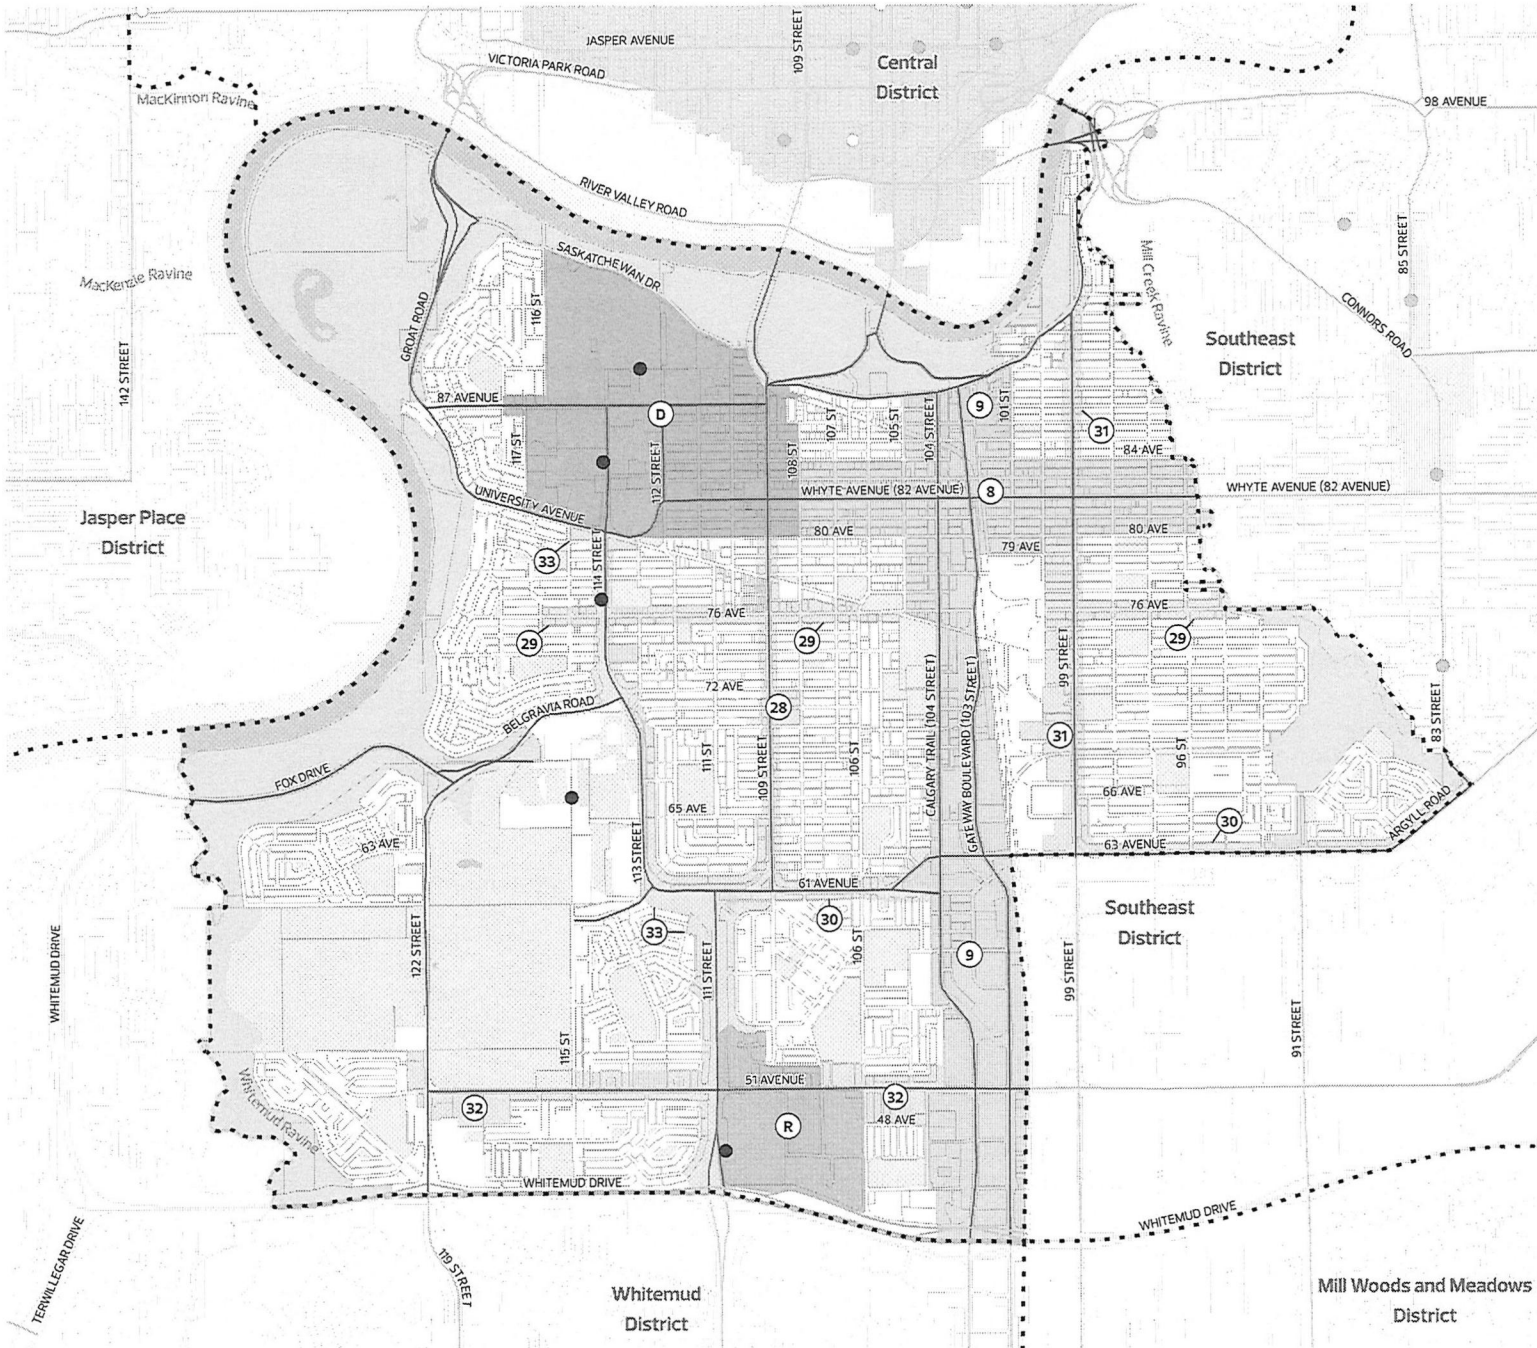 JASPER AVENUE
109 STREET
Central
District
VICTORIA PARK ROAD
MacKinnon Ravine
98 AVENUE
RIVER VALLEY ROAD
85 STREET
Mill Creek Ravine
SASKATCHEWAN DR
MacKenzie Ravine
116 ST
GROAT ROAD
CONNORS ROAD
Southeast
District
142 STREET
87 AVENUE
D
9
101 ST
107 ST
105 ST
104 STREET
31
117 ST
112 STREET
108 ST
84 AVE
UNIVERSITY AVENUE
WHYTE AVENUE (82 AVENUE)
8
WHYTE AVENUE (82 AVENUE)
Jasper Place
District
80 AVE
80 AVE
79 AVE
33
114 STREET
76 AVE
76 AVE
29
29
29
99 STREET
72 AVE
CALGARY TRAIL (104 STREET)
GATEWAY BOULEVARD (103 STREET)
BELGRAVIA ROAD
28
83 STREET
31
111 ST
109 STREET
106 ST
96 ST
FOX DRIVE
66 AVE
65 AVE
30
ARGYLL ROAD
63 AVE
113 STREET
63 AVENUE
61 AVENUE
Southeast
District
30
33
122 STREET
111 STREET
106 ST
9
WHITEMUD DRIVE
99 STREET
91 STREET
115 ST
51 AVENUE
Whitemud Ravine
32
32
48 AVE
R
WHITEMUD DRIVE
WHITEMUD DRIVE
TERWILLEGAR DRIVE
119 STREET
Whitemud
District
Mill Woods and Meadows
District